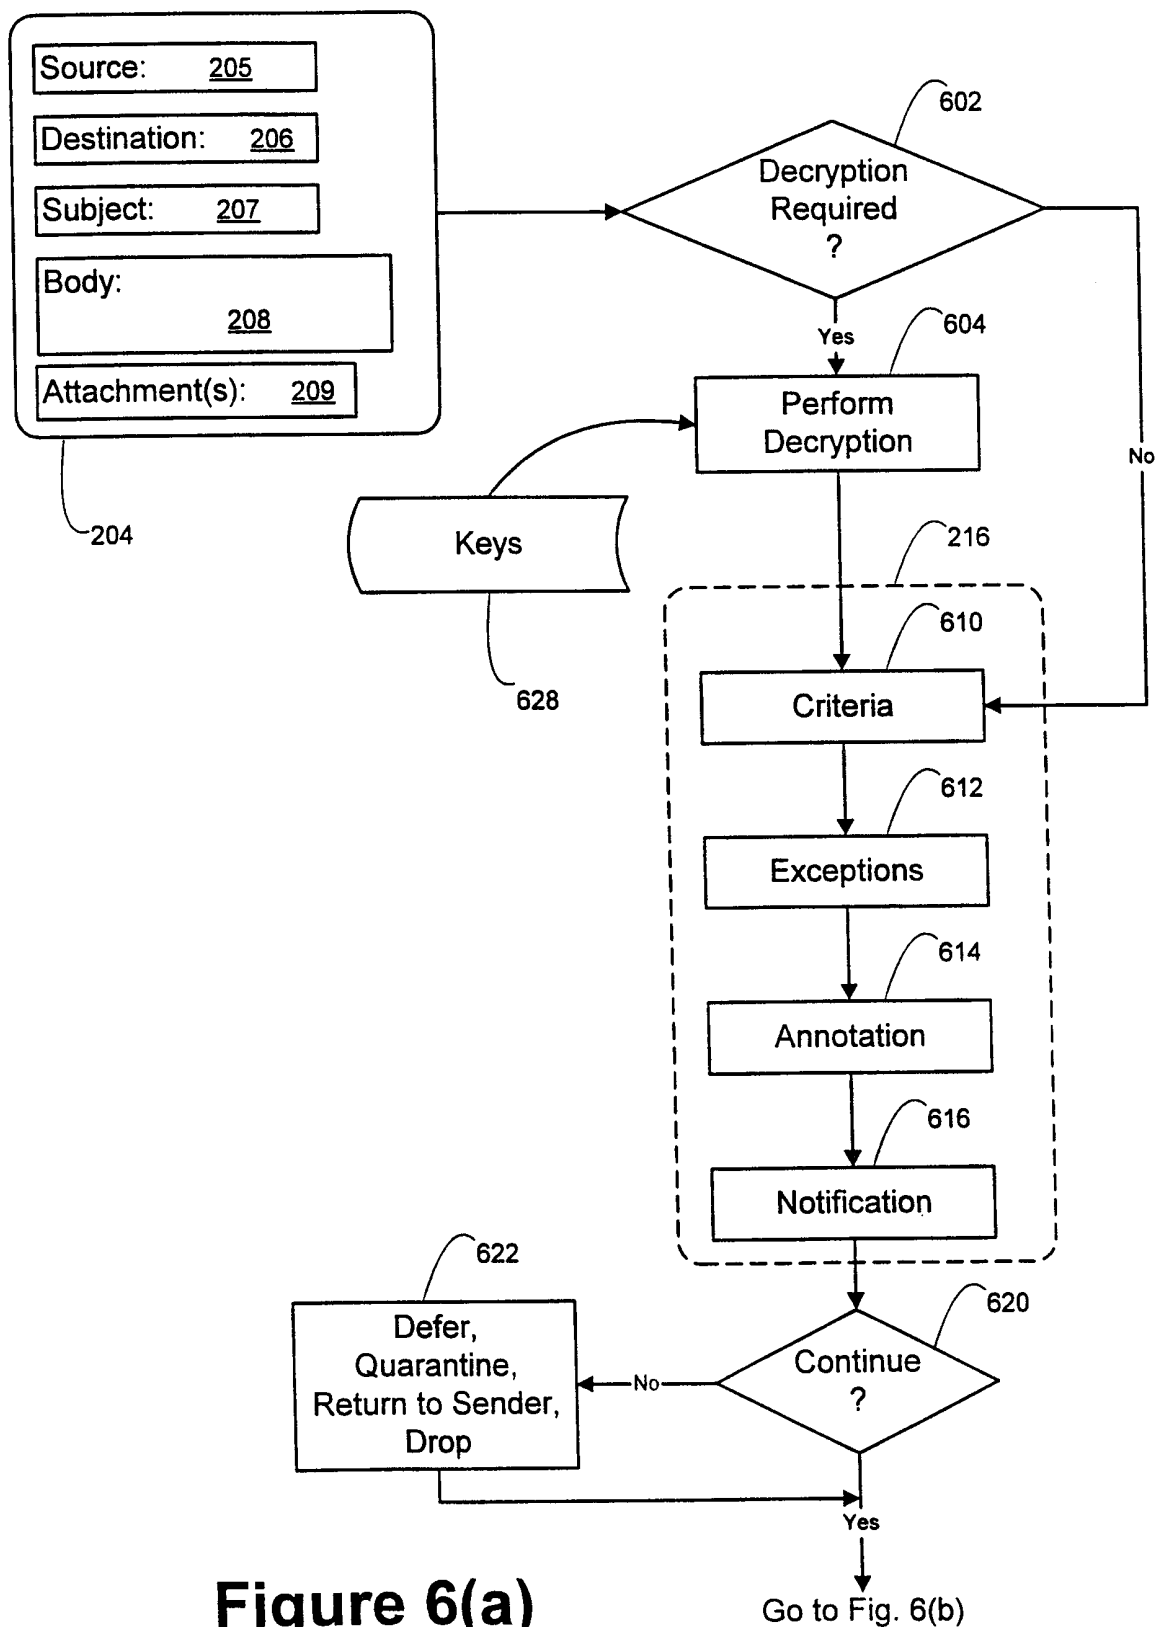 Source: 205
Destination: 206
Subject: 207
Body:
208
Attachment(s): 209
204
602
Decryption
Required
?
Yes
604
Perform
Decryption
No
Keys
628
216
610
Criteria
612
Exceptions
614
Annotation
616
Notification
622
Defer,
Quarantine,
Return to Sender,
Drop
No
620
Continue
?
Yes
Go to Fig. 6(b)
Figure 6(a)